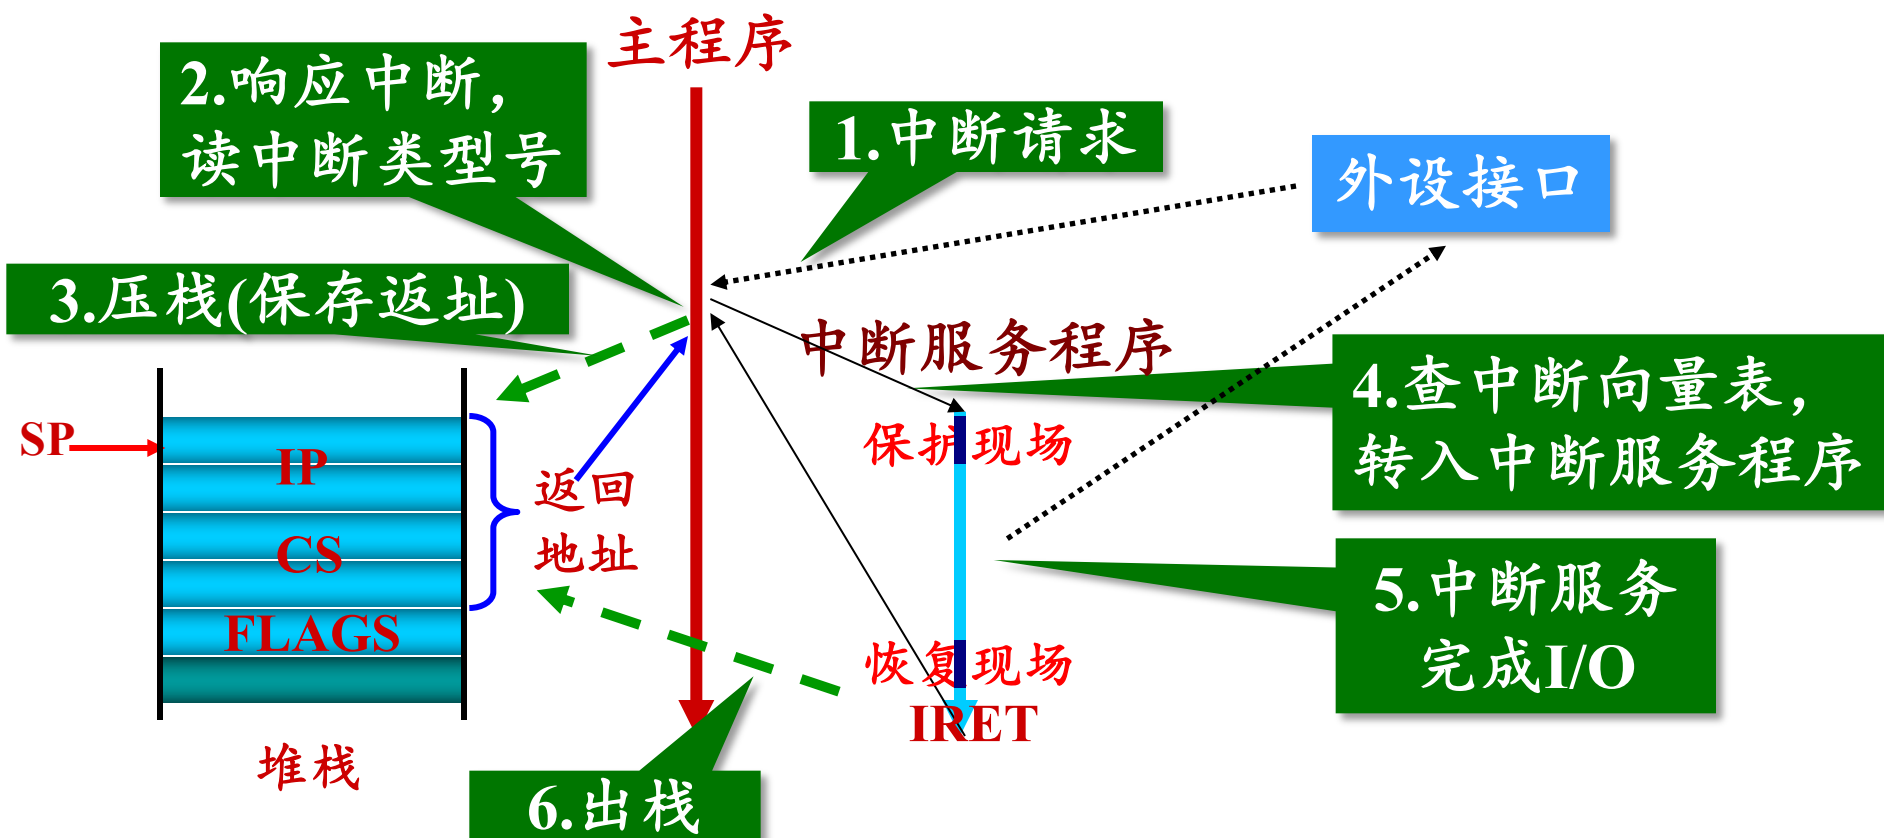 主程序
2.响应中断，
读中断类型号
1.中断请求
外设接口
3.压栈(保存返址)
中断服务程序
4.查中断向量表，
转入中断服务程序
SP
IP
CS
FLAGS
返回
地址
保护现场
5.中断服务
完成I/O
恢复现场
IRET
堆栈
6.出栈